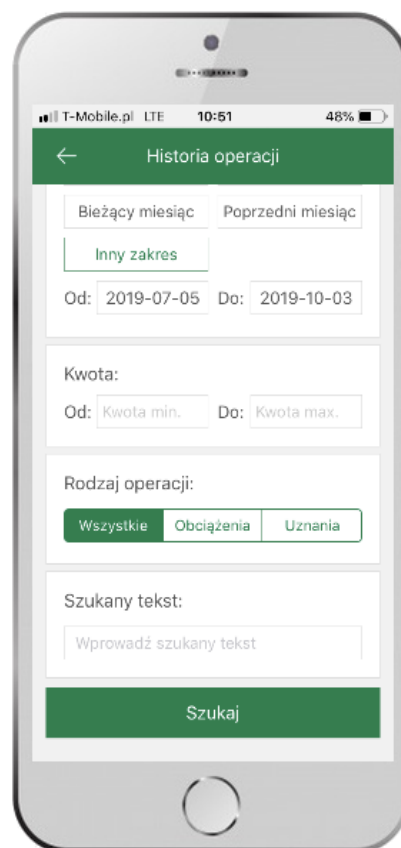 T-Mobile.pl LTE 10:51 48%
Historia operacji
Bieżący miesiąc Poprzedni miesiąc
Inny zakres
Od: 2019-07-05 Do: 2019-10-03
Kwota:
Od: Kwota min. Do: Kwota max.
Rodzaj operacji:
Wszystkie Obciążenia Uznania
Szukany tekst:
Wprowadź szukany tekst
Szukaj